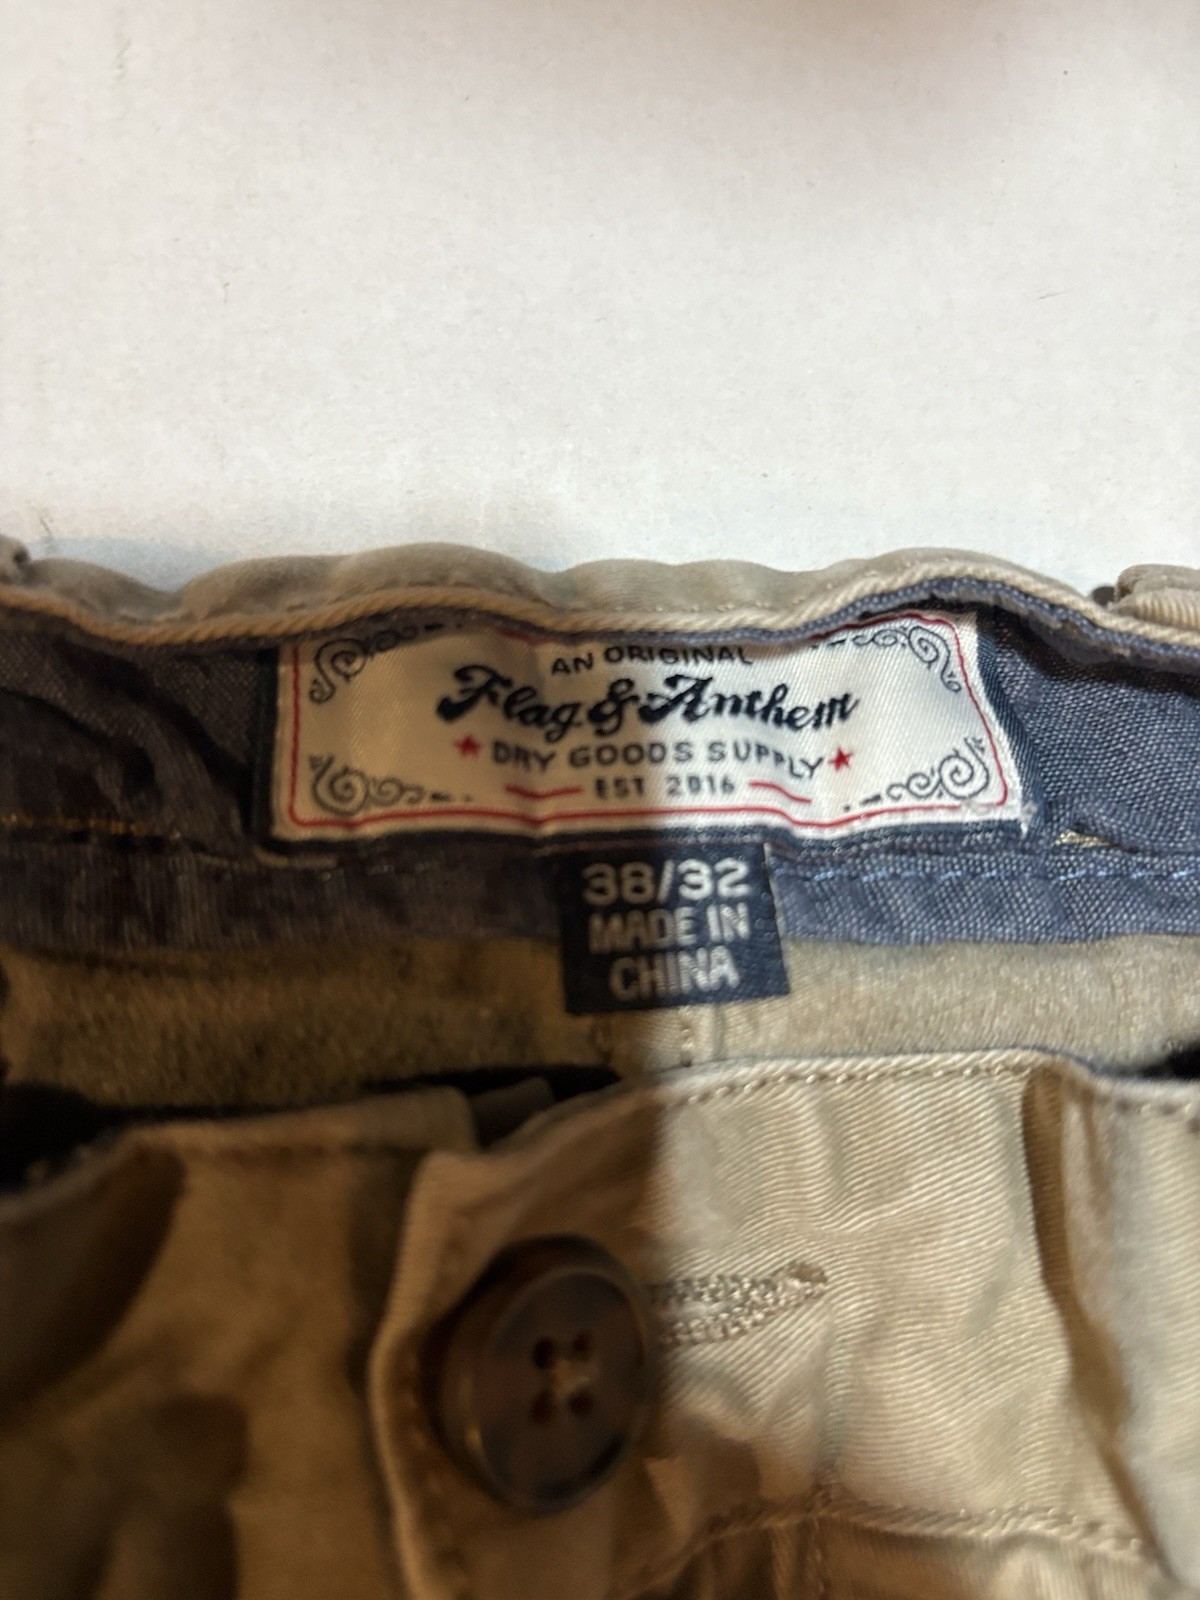 AN ORIGINAL
Flag & Anthem
DRY GOODS SUPPLY
EST 2016
38/32
MADE IN
CHINA